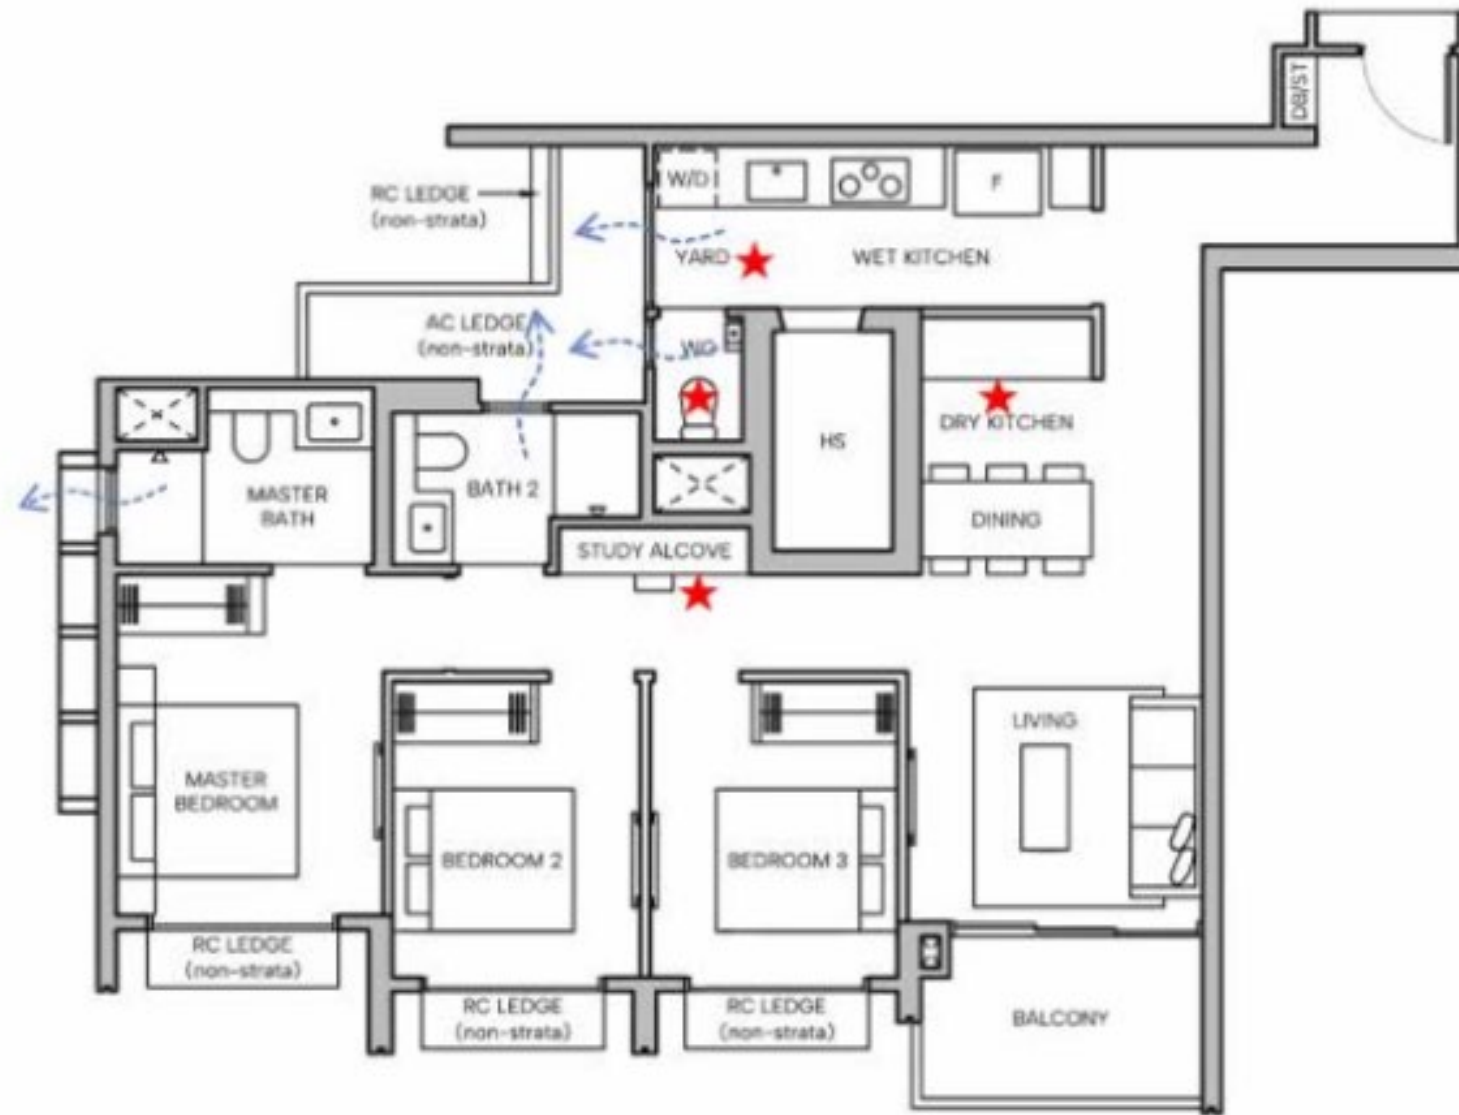 DB/ST
RC LEDGE
(non-strata)
W/D
F
YARD
WET KITCHEN
AC LEDGE
(non-strata)
WC
DRY KITCHEN
HS
MASTER
BATH
BATH 2
DINING
STUDY ALCOVE
LIVING
MASTER
BEDROOM
BEDROOM 2
BEDROOM 3
RC LEDGE
(non-strata)
RC LEDGE
(non-strata)
RC LEDGE
(non-strata)
BALCONY